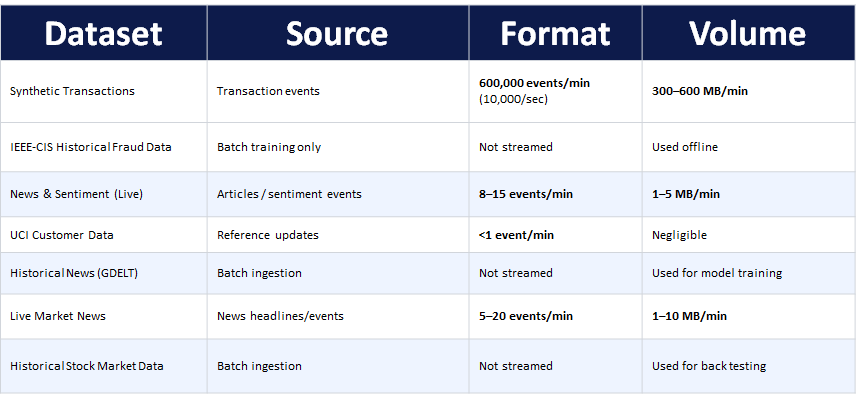 Dataset Source Format Volume
Synthetic Transactions Transaction events 600,000 events/min 300–600 MB/min
(10,000/sec)
IEEE-CIS Historical Fraud Data Batch training only Not streamed Used offline
News & Sentiment (Live) Articles / sentiment events 8–15 events/min 1–5 MB/min
UCI Customer Data Reference updates <1 event/min Negligible
Historical News (GDELT) Batch ingestion Not streamed Used for model training
Live Market News News headlines/events 5–20 events/min 1–10 MB/min
Historical Stock Market Data Batch ingestion Not streamed Used for back testing